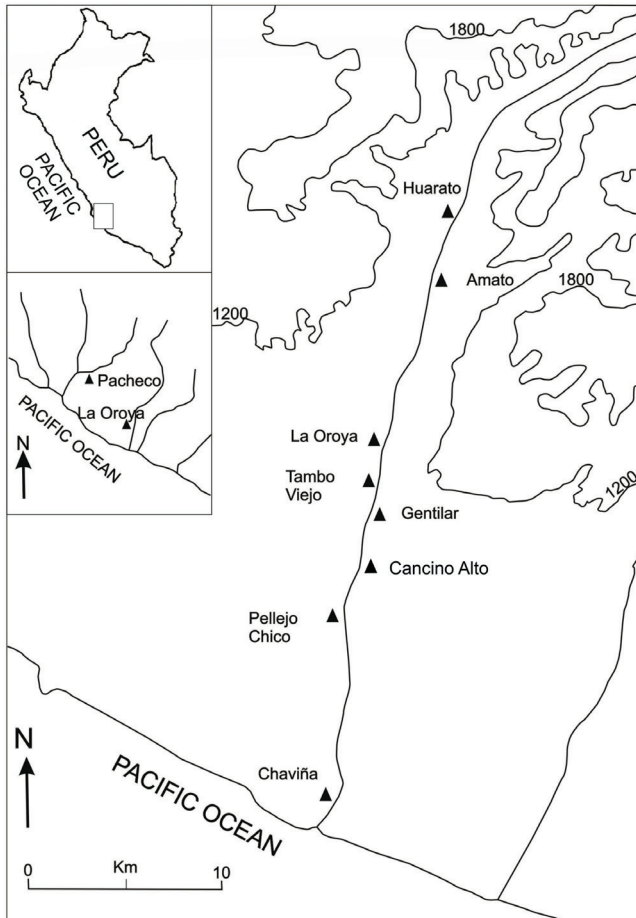 PERU
PACIFIC
OCEAN
Pacheco
La Oroya
PACIFIC OCEAN
N
1800
Huarato
Amato
1800
1200
La Oroya
Tambo
Viejo
1200
Gentilar
Cancino Alto
Pellejo
Chico
Chaviña
N
PACIFIC OCEAN
Km
0
10